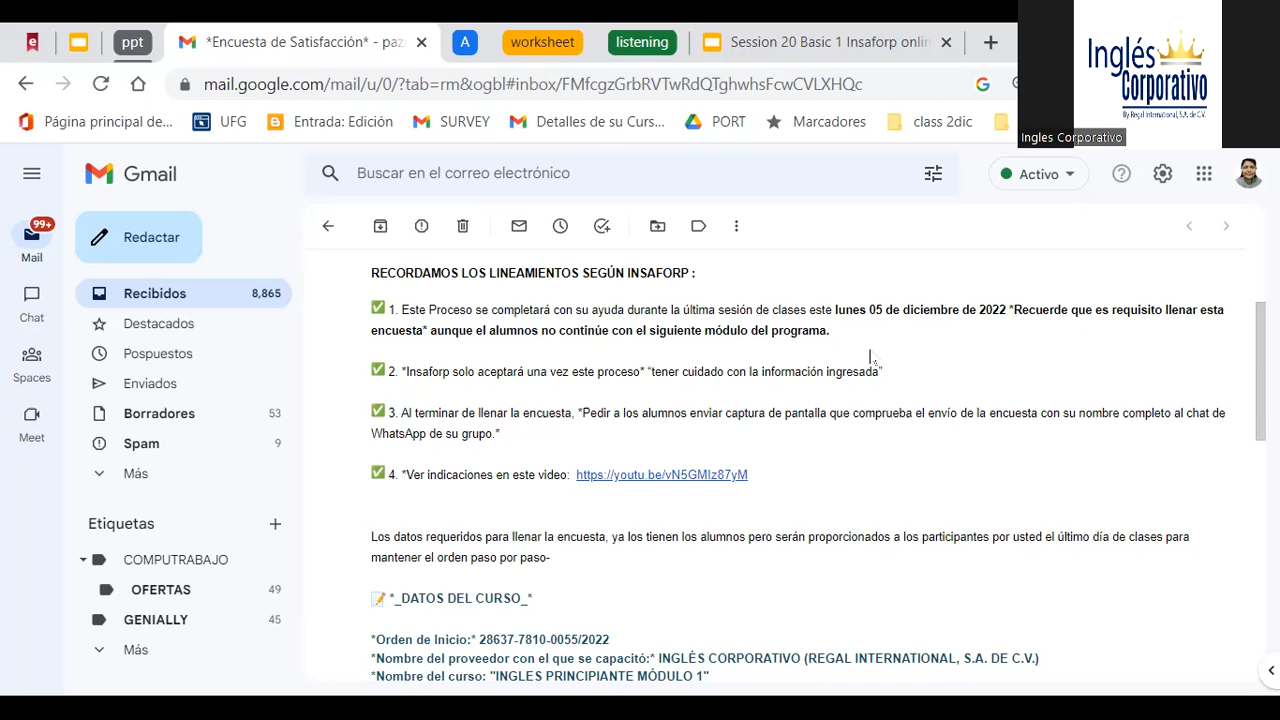 ppt
*Encuesta de Satisfacción* - paz
A
worksheet
listening
Session 20 Basic 1 Insaforp onlin
mail.google.com/mail/u/0/?tab=rm&ogbl#inbox/FMfcgzGrbRVTwRdQTghwhsFcwCVLXHQc
G
Página principal de...
UFG
Entrada: Edición
SURVEY
Detalles de su Curs...
PORT
Marcadores
class 2dic
Inglés
Corporativo
By Regal International, S.A. de C.V.
Ingles Corporativo
Gmail
Buscar en el correo electrónico
Activo
99+
Mail
Chat
Spaces
Meet
Redactar
Recibidos 8,865
Destacados
Pospuestos
Enviados
Borradores 53
Spam 9
Más
Etiquetas
COMPUTRABAJO
OFERTAS 49
GENIALLY 45
Más
RECORDAMOS LOS LINEAMIENTOS SEGÚN INSAFORP :
✅ 1. Este Proceso se completará con su ayuda durante la última sesión de clases este lunes 05 de diciembre de 2022 *Recuerde que es requisito llenar esta
encuesta* aunque el alumnos no continúe con el siguiente módulo del programa.
✅ 2. *Insaforp solo aceptará una vez este proceso* “tener cuidado con la información ingresada”
✅ 3. Al terminar de llenar la encuesta, *Pedir a los alumnos enviar captura de pantalla que comprueba el envío de la encuesta con su nombre completo al chat de
WhatsApp de su grupo.*
✅ 4. *Ver indicaciones en este video: https://youtu.be/vN5GMIz87yM
Los datos requeridos para llenar la encuesta, ya los tienen los alumnos pero serán proporcionados a los participantes por usted el último día de clases para
mantener el orden paso por paso-
📝 *_DATOS DEL CURSO_*
*Orden de Inicio:* 28637-7810-0055/2022
*Nombre del proveedor con el que se capacitó:* INGLÉS CORPORATIVO (REGAL INTERNATIONAL, S.A. DE C.V.)
*Nombre del curso: "INGLES PRINCIPIANTE MÓDULO 1"